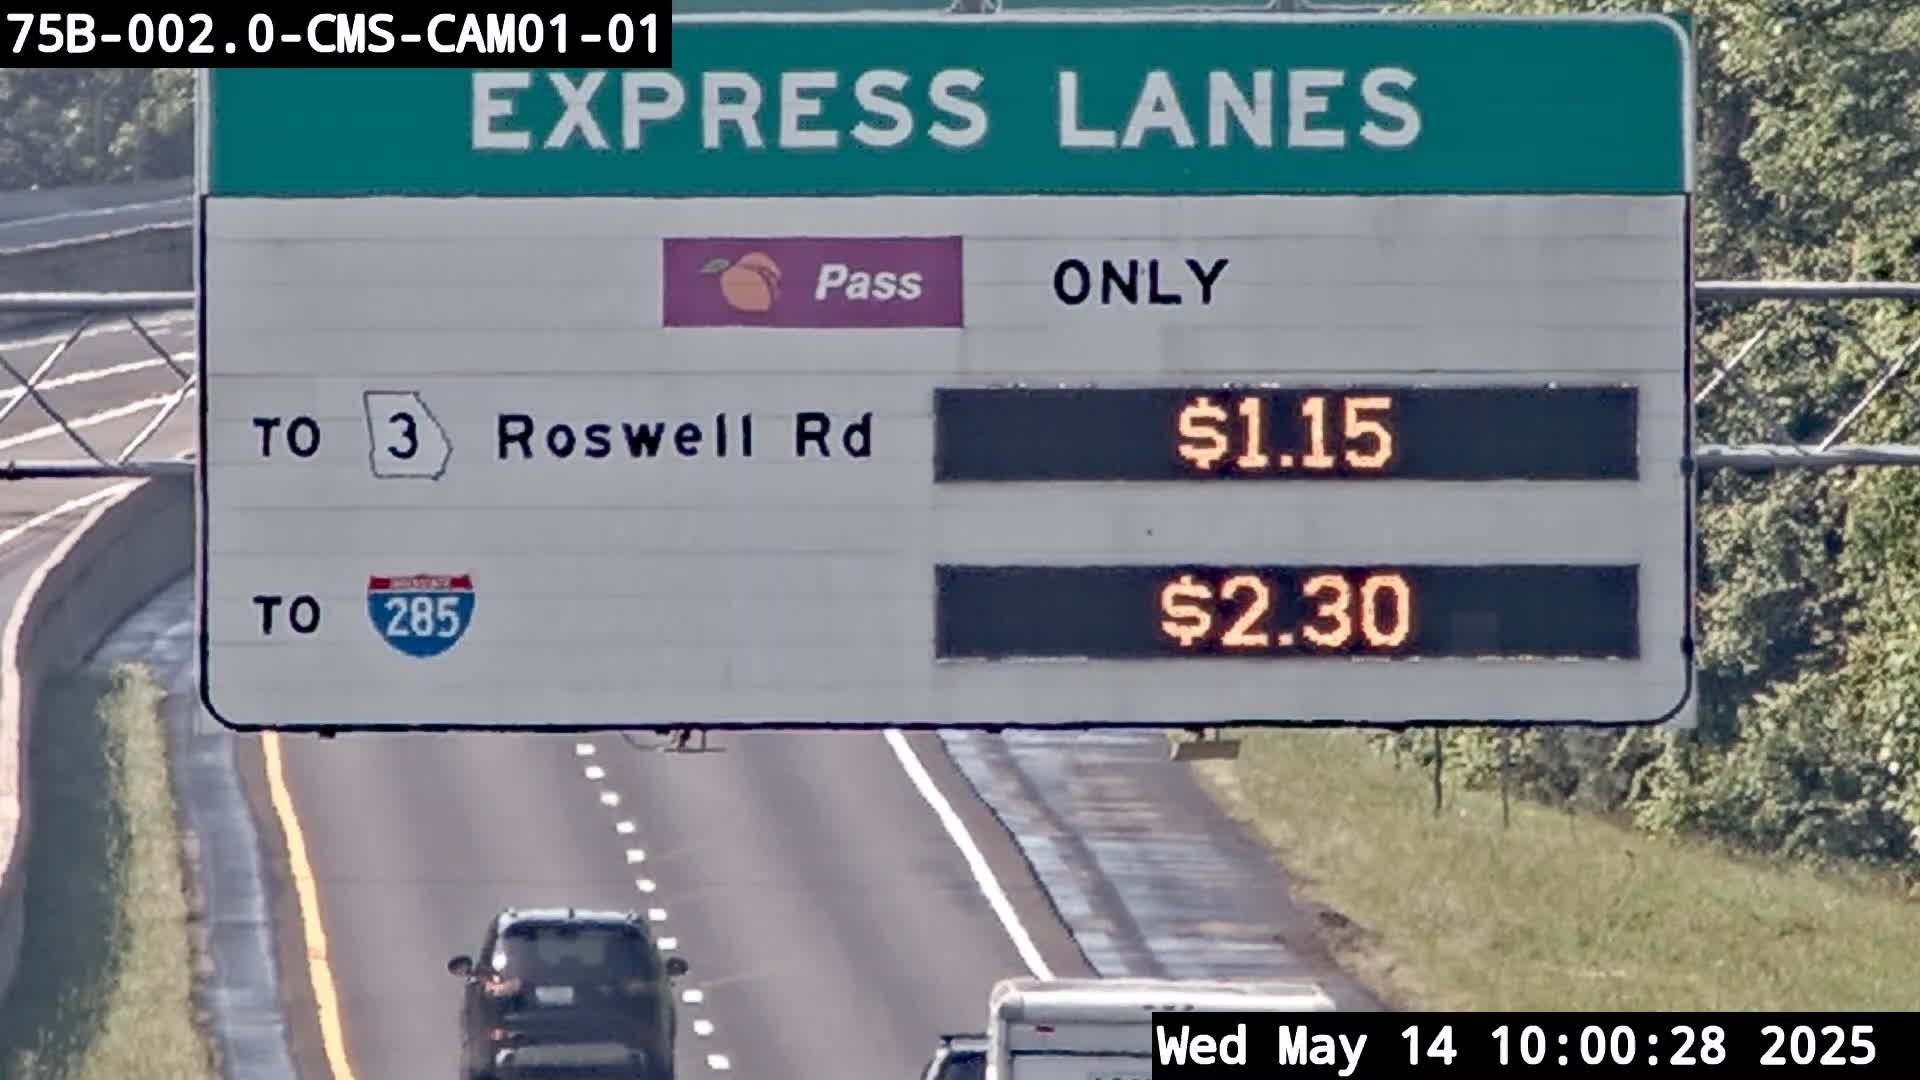 75B-002.0-CMS-CAM01-01
EXPRESS LANES
Pass ONLY
TO 3 Roswell Rd $1.15
TO INTERSTATE 285 $2.30
Wed May 14 10:00:28 2025